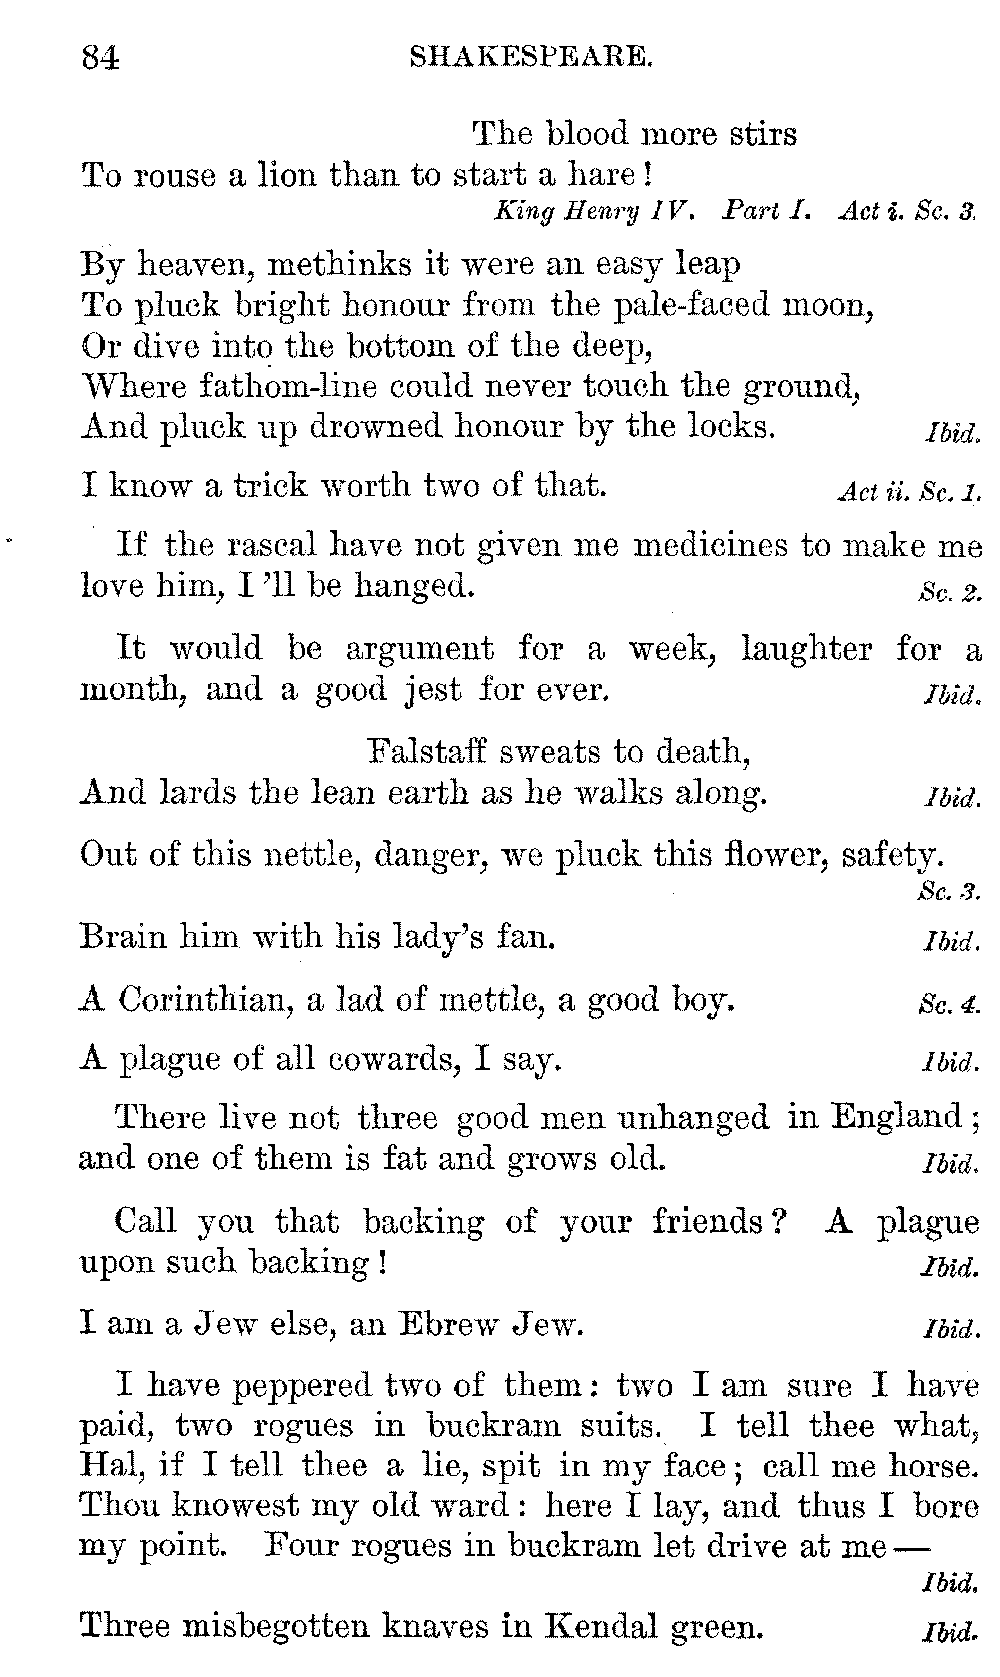 84 SHAKESPEARE.
The blood more stirs
To rouse a lion than to start a hare !
King Henry IV. Part I. Act i. Sc. 3.
By heaven, methinks it were an easy leap
To pluck bright honour from the pale-faced moon,
Or dive into the bottom of the deep,
Where fathom-line could never touch the ground,
And pluck up drowned honour by the locks. Ibid.
I know a trick worth two of that. Act ii. Sc. 1.
If the rascal have not given me medicines to make me
love him, I 'll be hanged. Sc. 2.
It would be argument for a week, laughter for a
month, and a good jest for ever. Ibid.
Falstaff sweats to death,
And lards the lean earth as he walks along. Ibid.
Out of this nettle, danger, we pluck this flower, safety.
Sc. 3.
Brain him with his lady's fan. Ibid.
A Corinthian, a lad of mettle, a good boy. Sc. 4.
A plague of all cowards, I say. Ibid.
There live not three good men unhanged in England ;
and one of them is fat and grows old. Ibid.
Call you that backing of your friends ? A plague
upon such backing ! Ibid.
I am a Jew else, an Ebrew Jew. Ibid.
I have peppered two of them : two I am sure I have
paid, two rogues in buckram suits. I tell thee what,
Hal, if I tell thee a lie, spit in my face ; call me horse.
Thou knowest my old ward : here I lay, and thus I bore
my point. Four rogues in buckram let drive at me —
Ibid.
Three misbegotten knaves in Kendal green. Ibid.